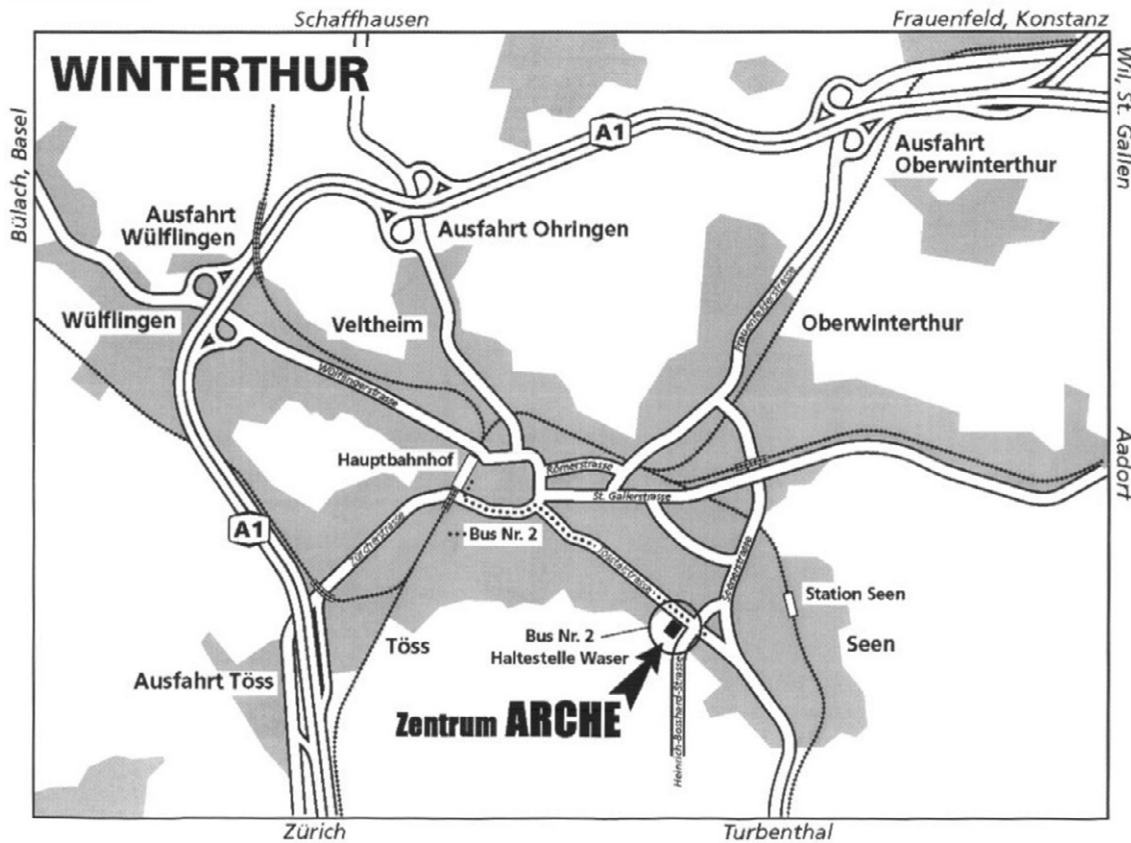 Schaffhausen
Frauenfeld, Konstanz
WINTERTHUR
Wil, St. Gallen
Bülach, Basel
A1
Ausfahrt
Oberwinterthur
Ausfahrt
Wülflingen
Ausfahrt Ohringen
Wülflingen
Veltheim
Frauenfelderstrasse
Oberwinterthur
Wülflingerstrasse
Hauptbahnhof
Römerstrasse
St. Gallerstrasse
Aadorf
A1
Zürcherstrasse
Bus Nr. 2
Tösstalstrasse
Seenerstrasse
Station Seen
Bus Nr. 2
Haltestelle Waser
Töss
Seen
Ausfahrt Töss
Zentrum ARCHE
Heinrich-Bosshard-Strasse
Zürich
Turbenthal